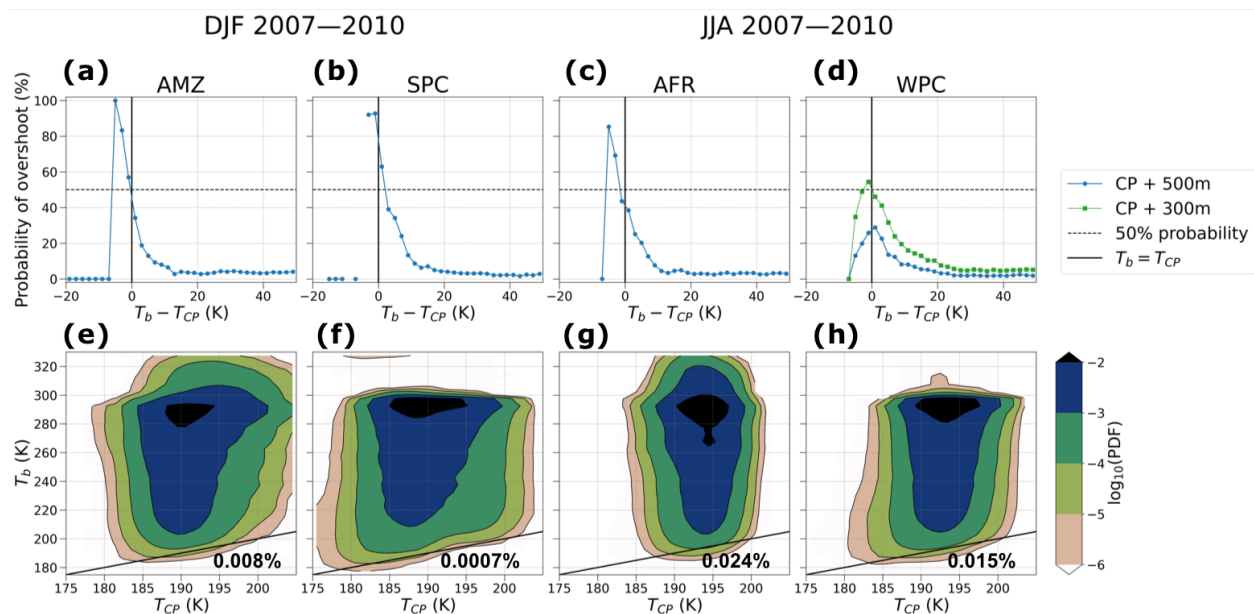 DJF 2007—2010
JJA 2007—2010
(a)
(b)
(c)
(d)
AMZ
SPC
AFR
WPC
Probability of overshoot (%)
100
80
60
40
20
0
−20 0 20 40
−20 0 20 40
−20 0 20 40
−20 0 20 40
T_b − T_CP (K)
T_b − T_CP (K)
T_b − T_CP (K)
T_b − T_CP (K)
CP + 500m
CP + 300m
50% probability
T_b = T_CP
(e)
(f)
(g)
(h)
T_b (K)
320
300
280
260
240
220
200
180
0.008%
0.0007%
0.024%
0.015%
175 185 190 195 200
175 185 190 195 200
175 185 190 195 200
175 185 190 195 200
T_CP (K)
T_CP (K)
T_CP (K)
T_CP (K)
−2
−3
−4
−5
−6
log₁₀(PDF)